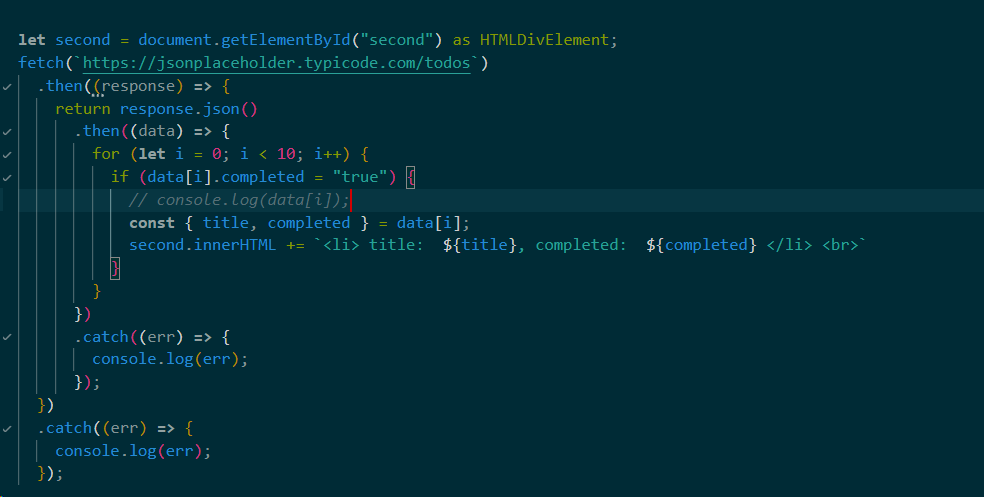 let second = document.getElementById("second") as HTMLDivElement;
fetch(`https://jsonplaceholder.typicode.com/todos`)
  .then((response) => {
    return response.json()
      .then((data) => {
        for (let i = 0; i < 10; i++) {
          if (data[i].completed = "true") {
            // console.log(data[i]);
            const { title, completed } = data[i];
            second.innerHTML += `<li> title:  ${title}, completed:  ${completed} </li> <br>`
          }
        }
      })
      .catch((err) => {
        console.log(err);
      });
  })
  .catch((err) => {
    console.log(err);
  });